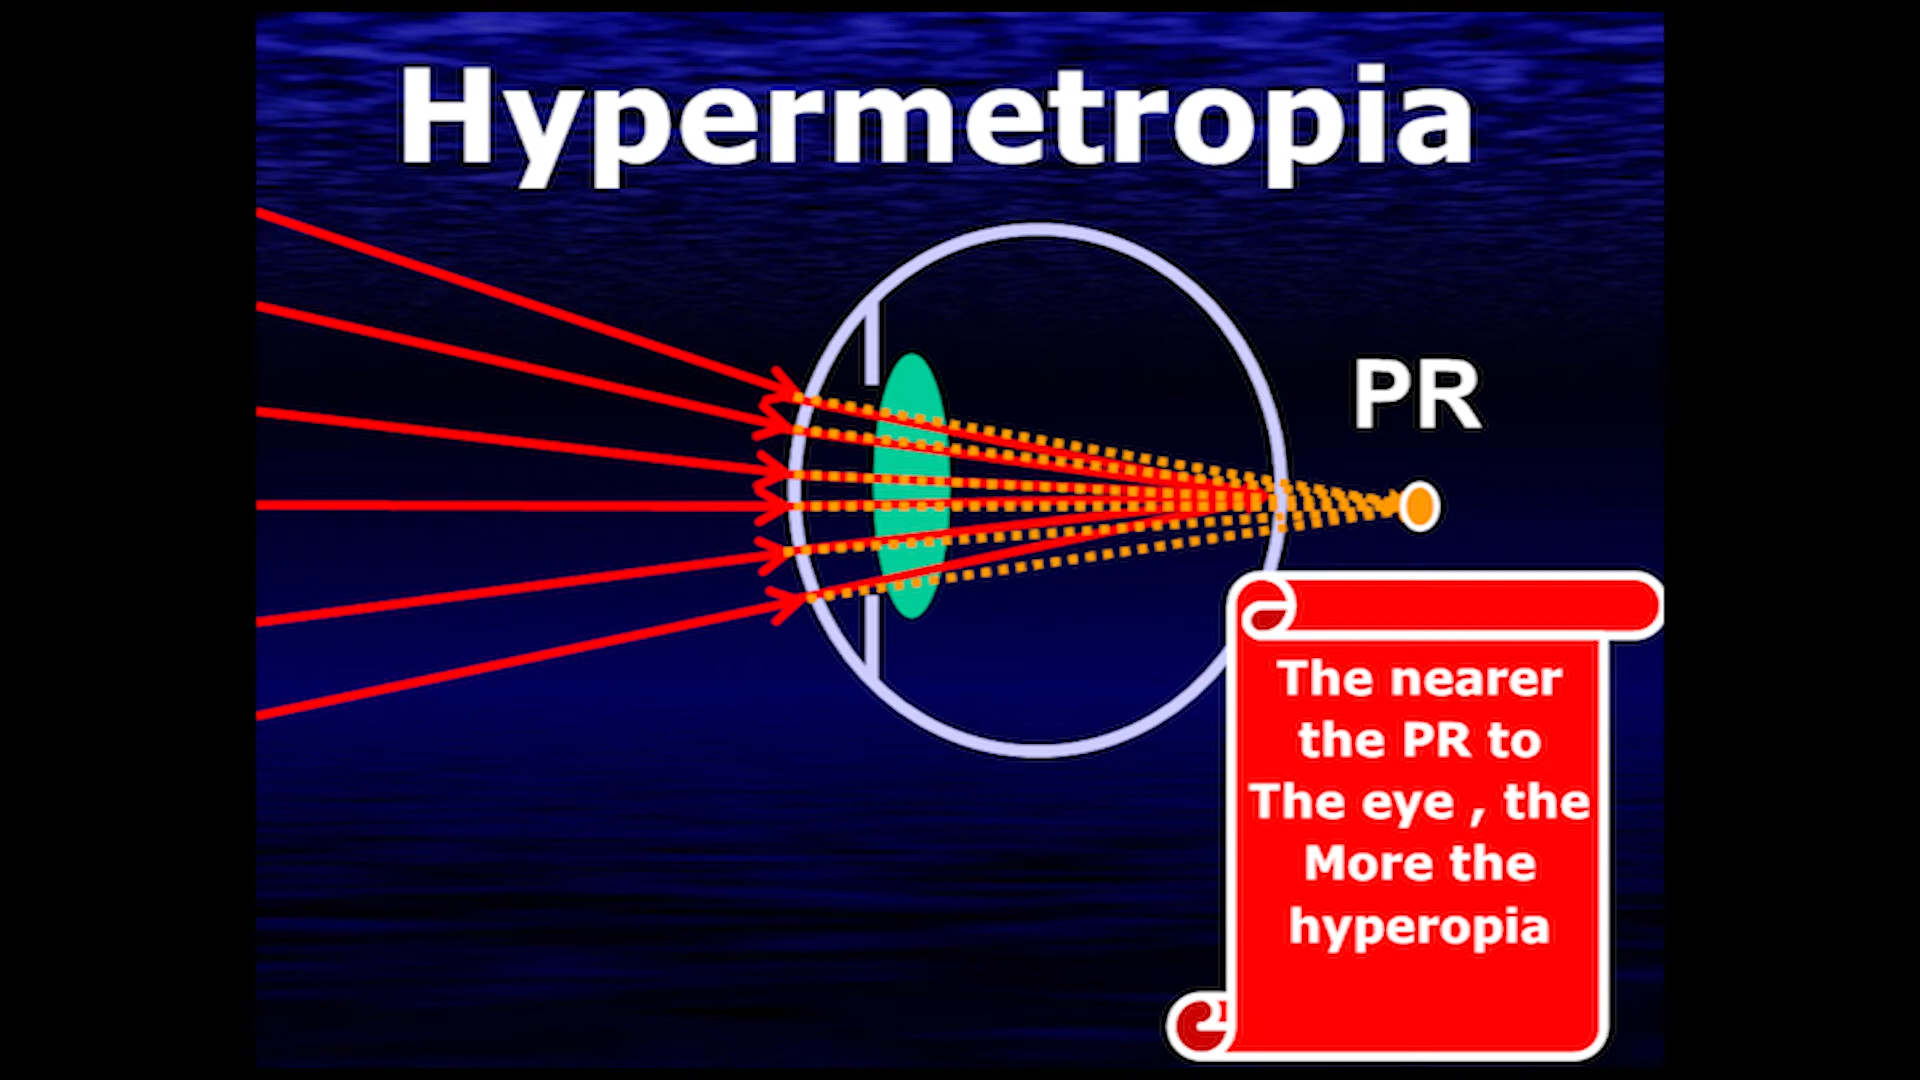 Hypermetropia
PR
The nearer
the PR to
The eye , the
More the
hyperopia